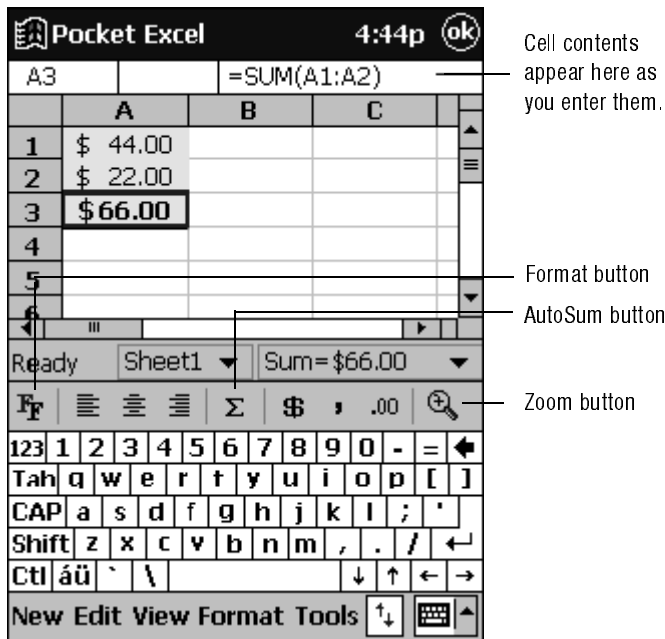 Pocket Excel 4:44p ok
Cell contents
appear here as
you enter them.
A3 =SUM(A1:A2)
A B C
1 $ 44.00
2 $ 22.00
3 $66.00
4
5
6
Format button
AutoSum button
Ready Sheet1 Sum=$66.00
FF Σ $ , .00
Zoom button
123 1 2 3 4 5 6 7 8 9 0 - =
Tab q w e r t y u i o p [ ]
CAP a s d f g h j k l ; '
Shift z x c v b n m , . /
Ctl áü ` \ ↓ ↑ ← →
New Edit View Format Tools